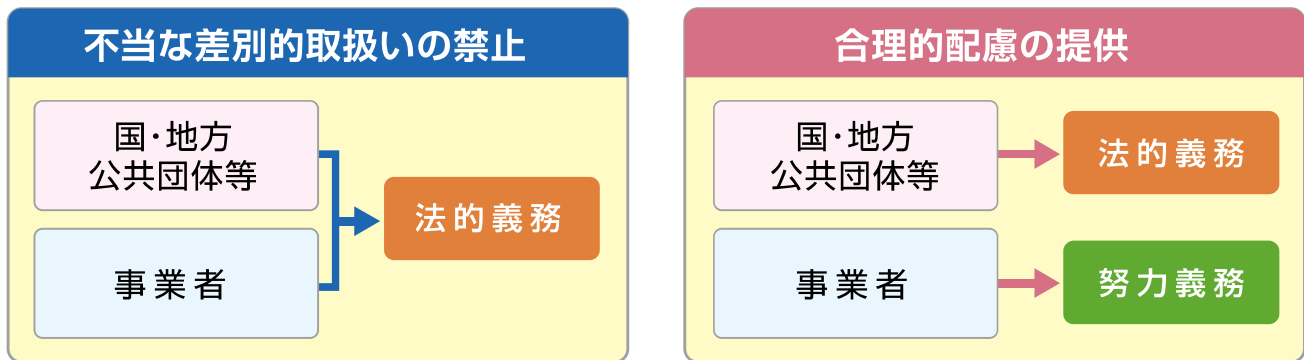 不当な差別的取扱いの禁止
国・地方
公共団体等
事業者
法的義務
合理的配慮の提供
国・地方
公共団体等
法的義務
事業者
努力義務